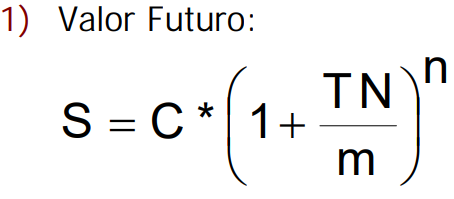 1) Valor Futuro:
S = C * (1 + TN/m)^n